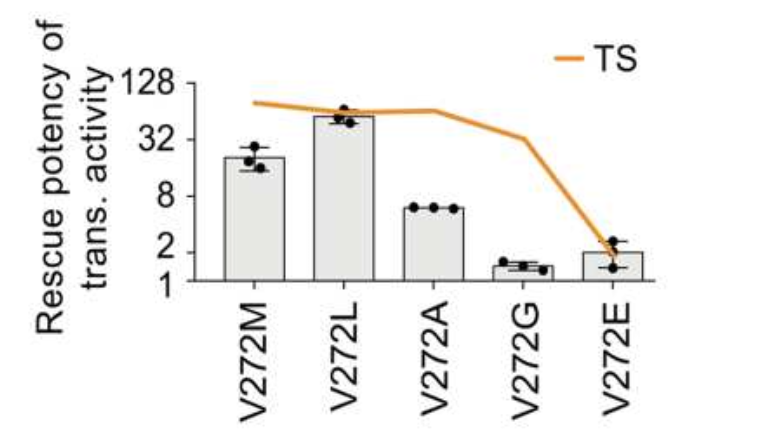 Rescue potency of
trans. activity
TS
128
32
8
2
1
V272M
V272L
V272A
V272G
V272E